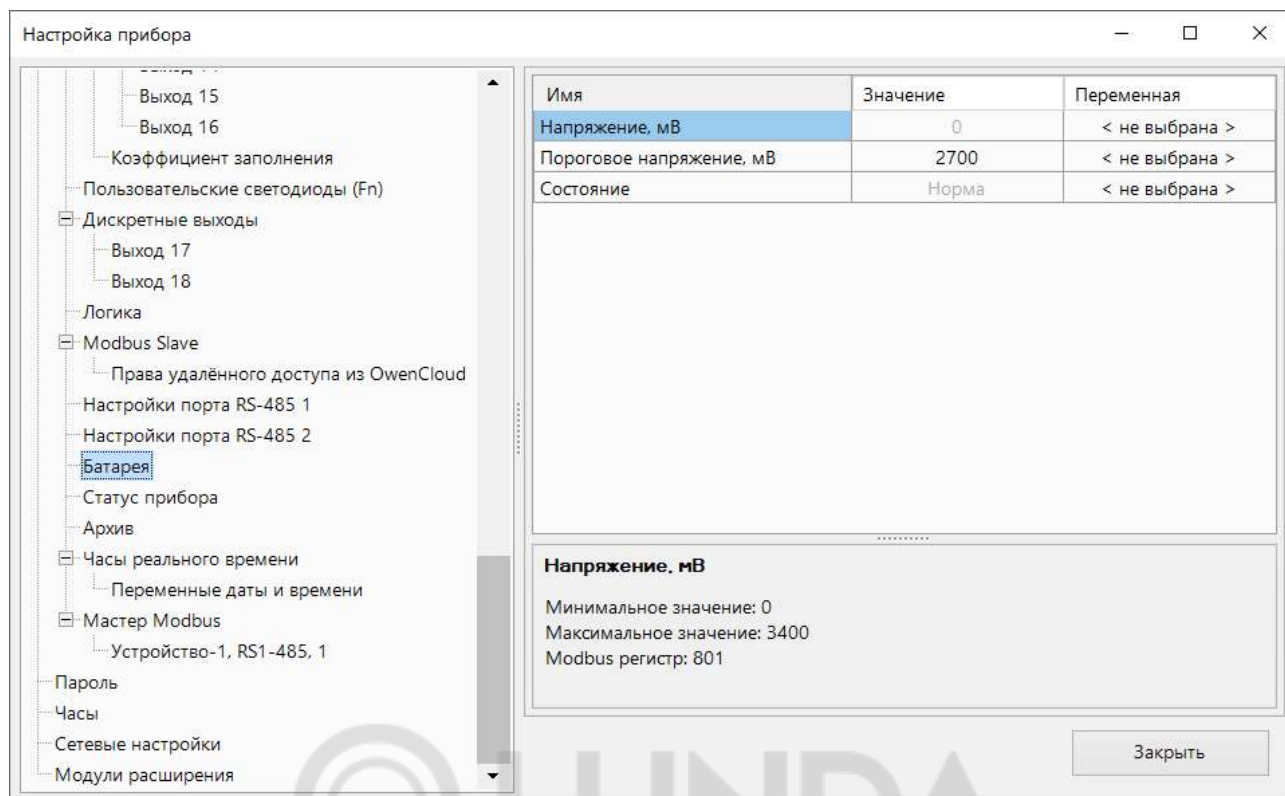 Настройка прибора
Выход 15
Выход 16
Коэффициент заполнения
Пользовательские светодиоды (Fn)
Дискретные выходы
Выход 17
Выход 18
Логика
Modbus Slave
Права удалённого доступа из OwenCloud
Настройки порта RS-485 1
Настройки порта RS-485 2
Батарея
Статус прибора
Архив
Часы реального времени
Переменные даты и времени
Мастер Modbus
Устройство-1, RS1-485, 1
Пароль
Часы
Сетевые настройки
Модули расширения
Имя Значение Переменная
Напряжение, мВ 0 < не выбрана >
Пороговое напряжение, мВ 2700 < не выбрана >
Состояние Норма < не выбрана >
Напряжение, мВ
Минимальное значение: 0
Максимальное значение: 3400
Modbus регистр: 801
Закрыть